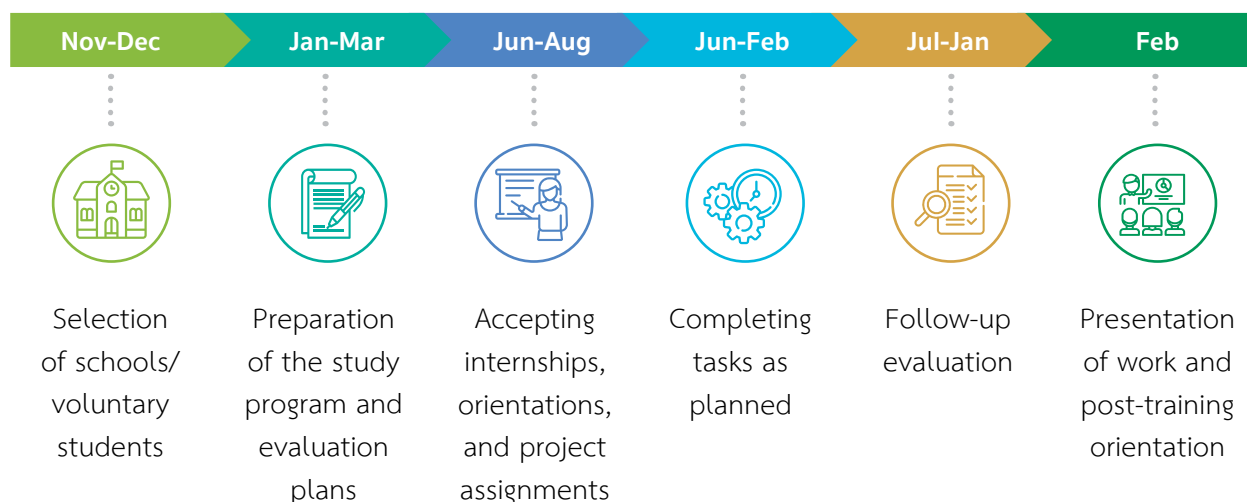 Nov-Dec
Jan-Mar
Jun-Aug
Jun-Feb
Jul-Jan
Feb
Selection
of schools/
voluntary
students
Preparation
of the study
program and
evaluation
plans
Accepting
internships,
orientations,
and project
assignments
Completing
tasks as
planned
Follow-up
evaluation
Presentation
of work and
post-training
orientation